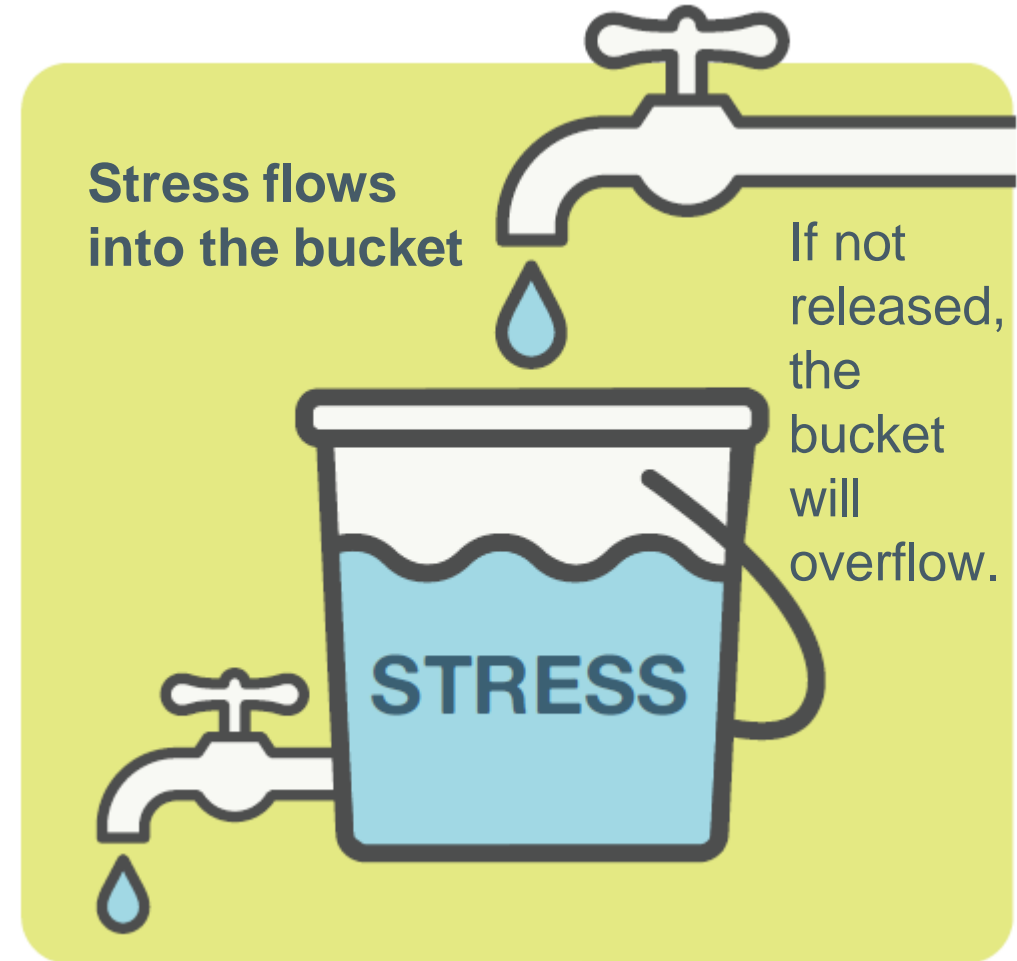 Stress flows
into the bucket
If not
released,
the
bucket
will
overflow.
STRESS